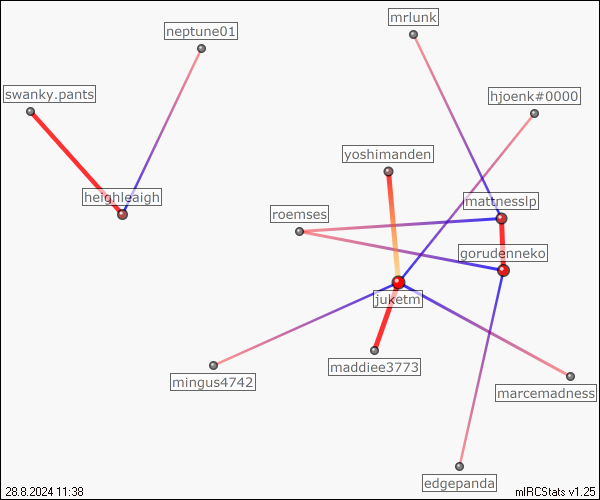 mrlunk
neptune01
swanky.pants
hjoenk#0000
yoshimanden
heighleaigh
mattnesslp
roemses
gorudenneko
juketm
maddiee3773
mingus4742
marcemadness
edgepanda
28.8.2024 11:38
mIRCStats v1.25